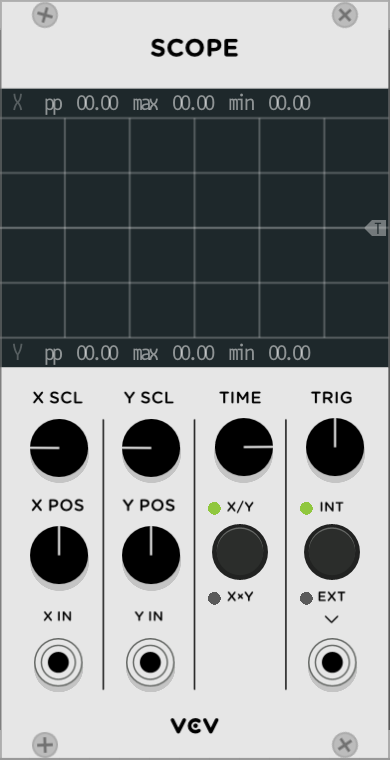 SCOPE
X pp 00.00 max 00.00 min 00.00
T
Y pp 00.00 max 00.00 min 00.00
X SCL Y SCL TIME TRIG
X POS Y POS X/Y INT
X×Y EXT
X IN Y IN
VCV